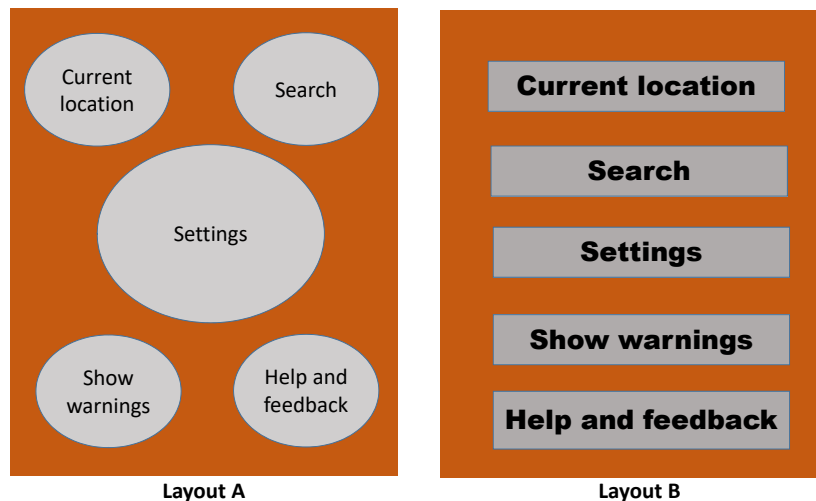 Current
location
Search
Settings
Show
warnings
Help and
feedback
Layout A
Current location
Search
Settings
Show warnings
Help and feedback
Layout B